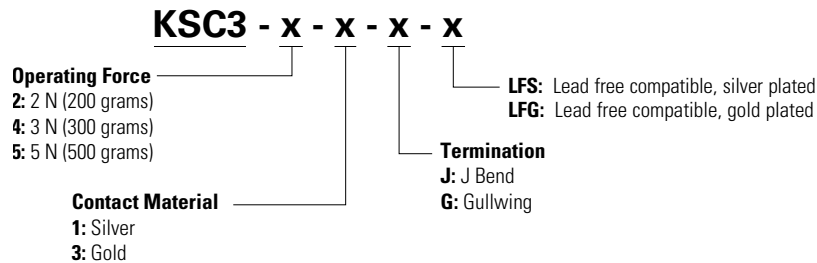 KSC3 - x - x - x - x
Operating Force
2: 2 N (200 grams)
4: 3 N (300 grams)
5: 5 N (500 grams)
LFS: Lead free compatible, silver plated
LFG: Lead free compatible, gold plated
Termination
J: J Bend
G: Gullwing
Contact Material
1: Silver
3: Gold